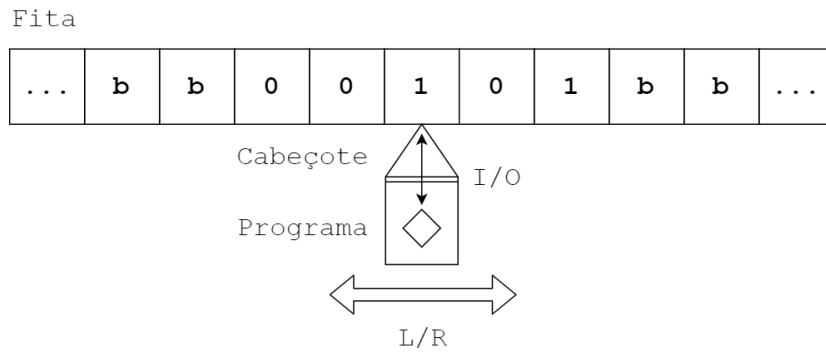 Fita
... b b 0 0 1 0 1 b b ...
Cabeçote
I/O
Programa
L/R